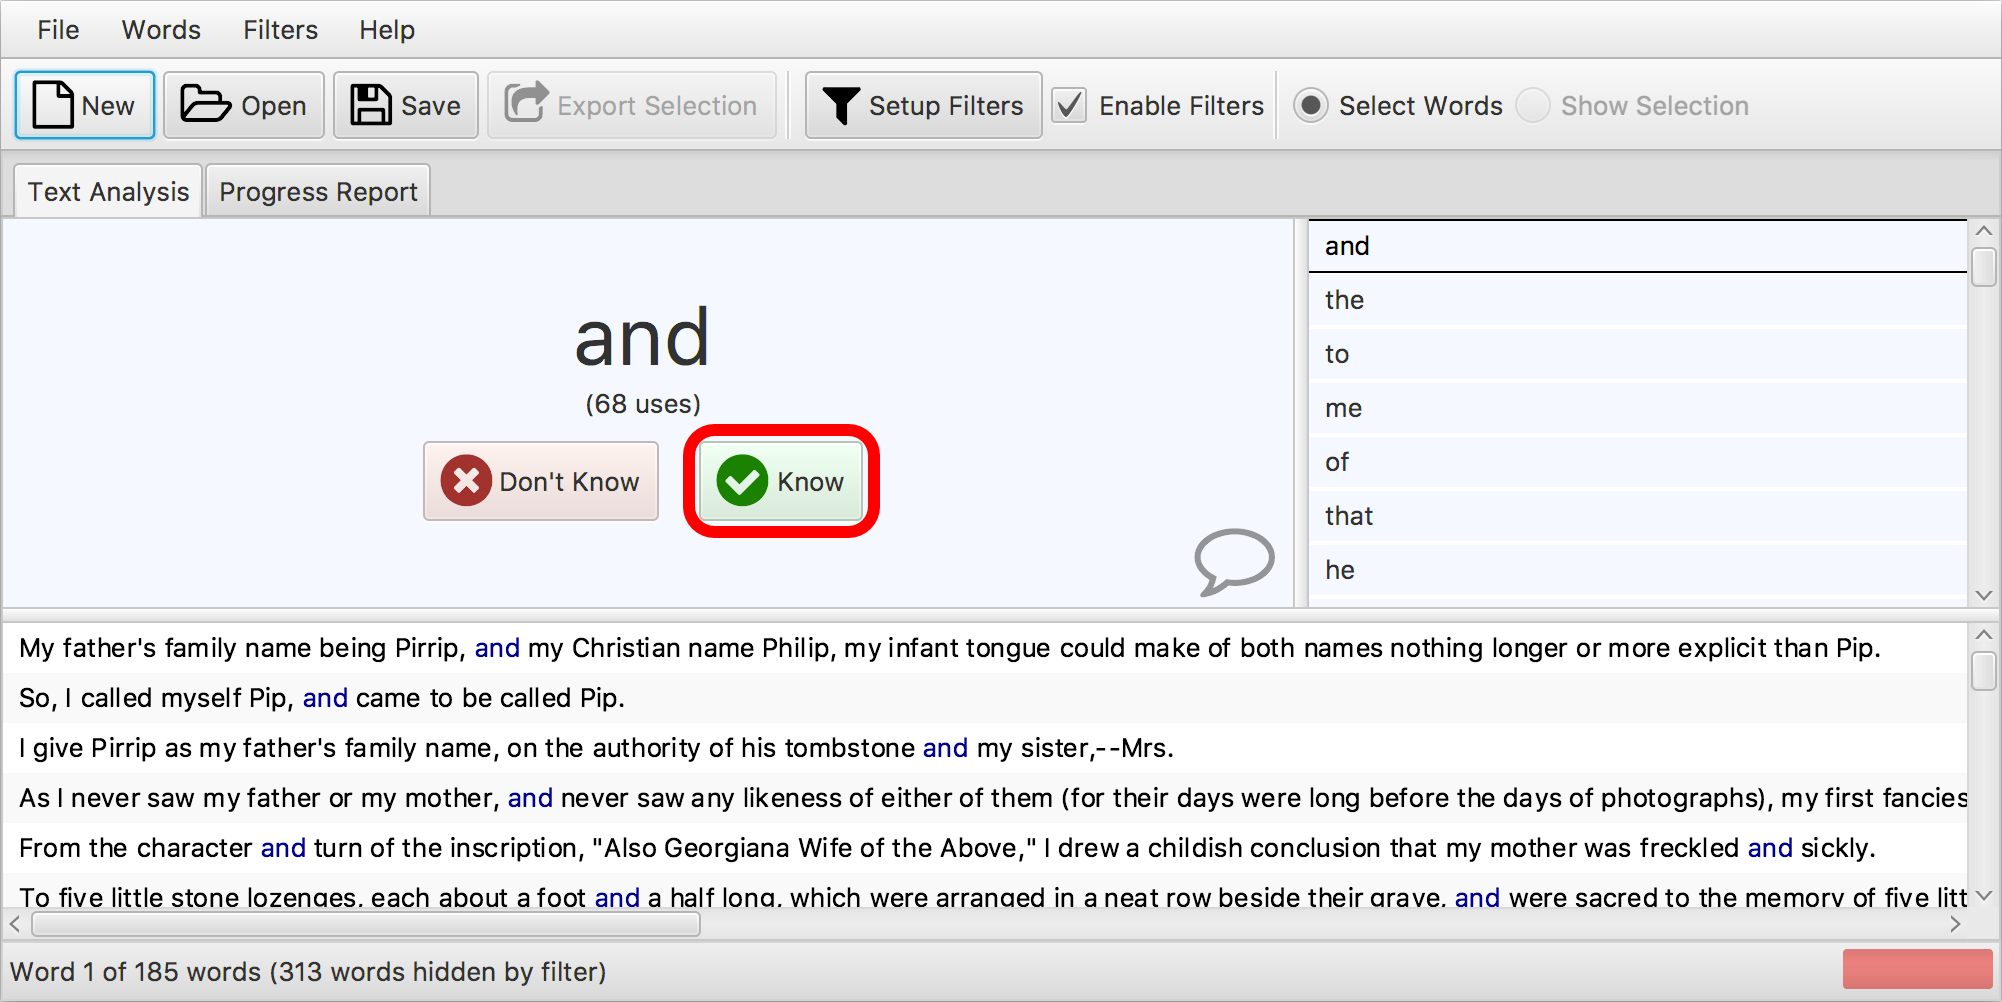 File Words Filters Help
New Open Save Export Selection Setup Filters Enable Filters Select Words Show Selection
Text Analysis Progress Report
and
(68 uses)
Don't Know Know
and
the
to
me
of
that
he
My father's family name being Pirrip, and my Christian name Philip, my infant tongue could make of both names nothing longer or more explicit than Pip.
So, I called myself Pip, and came to be called Pip.
I give Pirrip as my father's family name, on the authority of his tombstone and my sister,--Mrs.
As I never saw my father or my mother, and never saw any likeness of either of them (for their days were long before the days of photographs), my first fancies
From the character and turn of the inscription, "Also Georgiana Wife of the Above," I drew a childish conclusion that my mother was freckled and sickly.
To five little stone lozenges, each about a foot and a half long, which were arranged in a neat row beside their grave, and were sacred to the memory of five litt
Word 1 of 185 words (313 words hidden by filter)